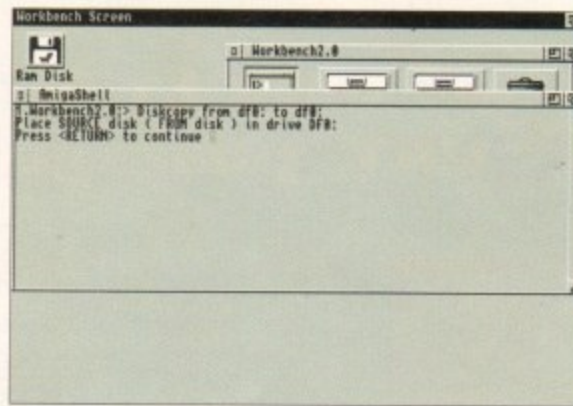 Workbench Screen
Workbench2.0
Ram Disk
AmigaShell
1.Workbench2.0:> Diskcopy from df0: to df0:
Place SOURCE disk ( FROM disk ) in drive DF0:
Press <RETURN> to continue